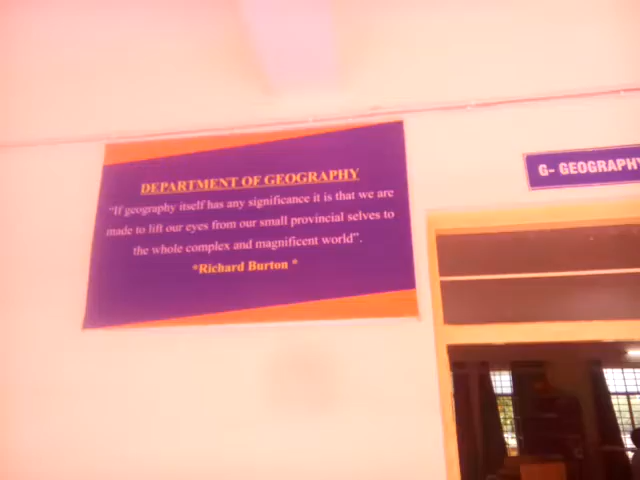 DEPARTMENT OF GEOGRAPHY
"If geography itself has any significance it is that we are
made to lift our eyes from our small provincial selves to
the whole complex and magnificent world".
*Richard Burton *
G- GEOGRAPHY